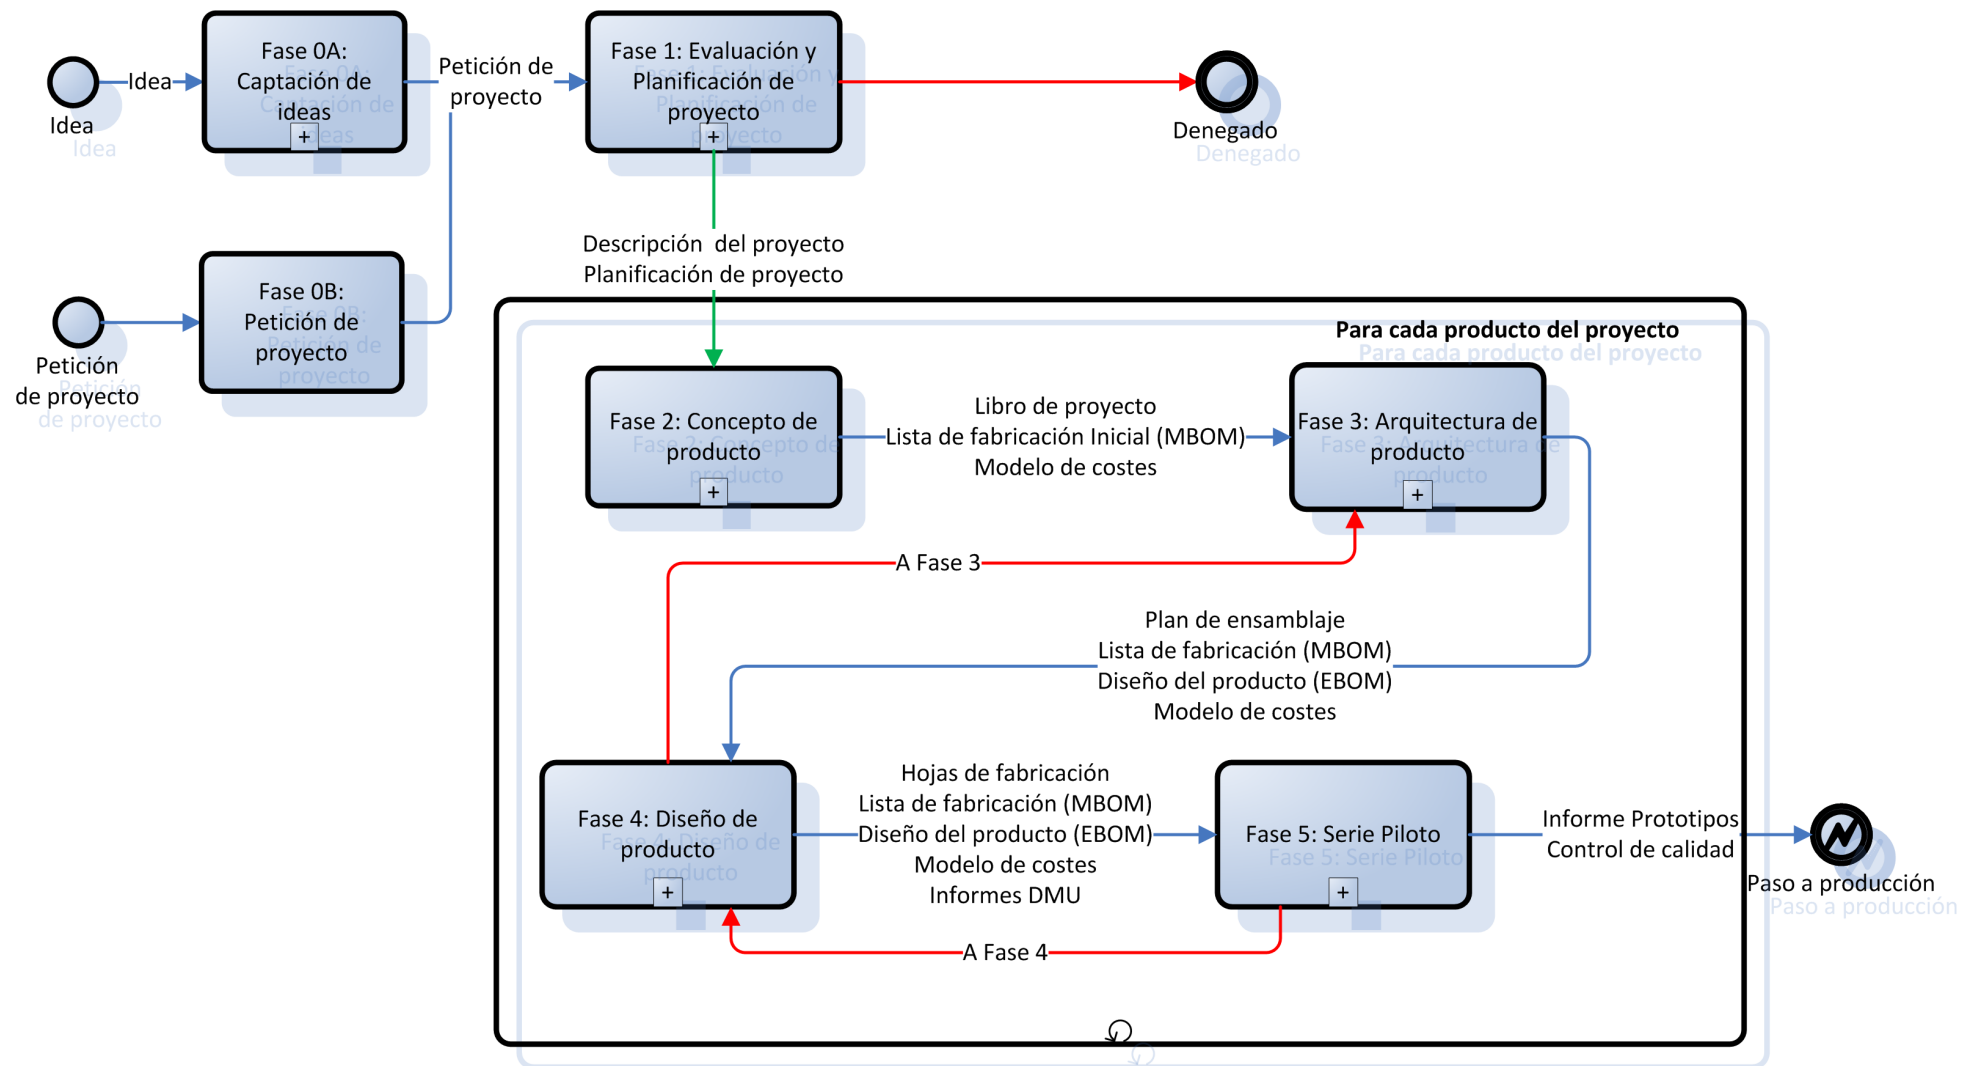 Fase 0A:
Captación de
ideas
+
Idea
Idea
Petición de
proyecto
Fase 1: Evaluación y
Planificación de
proyecto
+
Denegado
Fase 0B:
Petición de
proyecto
Petición
de proyecto
Descripción  del proyecto
Planificación de proyecto
Para cada producto del proyecto
Fase 2: Concepto de
producto
+
Libro de proyecto
Lista de fabricación Inicial (MBOM)
Modelo de costes
Fase 3: Arquitectura de
producto
+
A Fase 3
Plan de ensamblaje
Lista de fabricación (MBOM)
Diseño del producto (EBOM)
Modelo de costes
Fase 4: Diseño de
producto
+
Hojas de fabricación
Lista de fabricación (MBOM)
Diseño del producto (EBOM)
Modelo de costes
Informes DMU
Fase 5: Serie Piloto
+
Informe Prototipos
Control de calidad
Paso a producción
A Fase 4